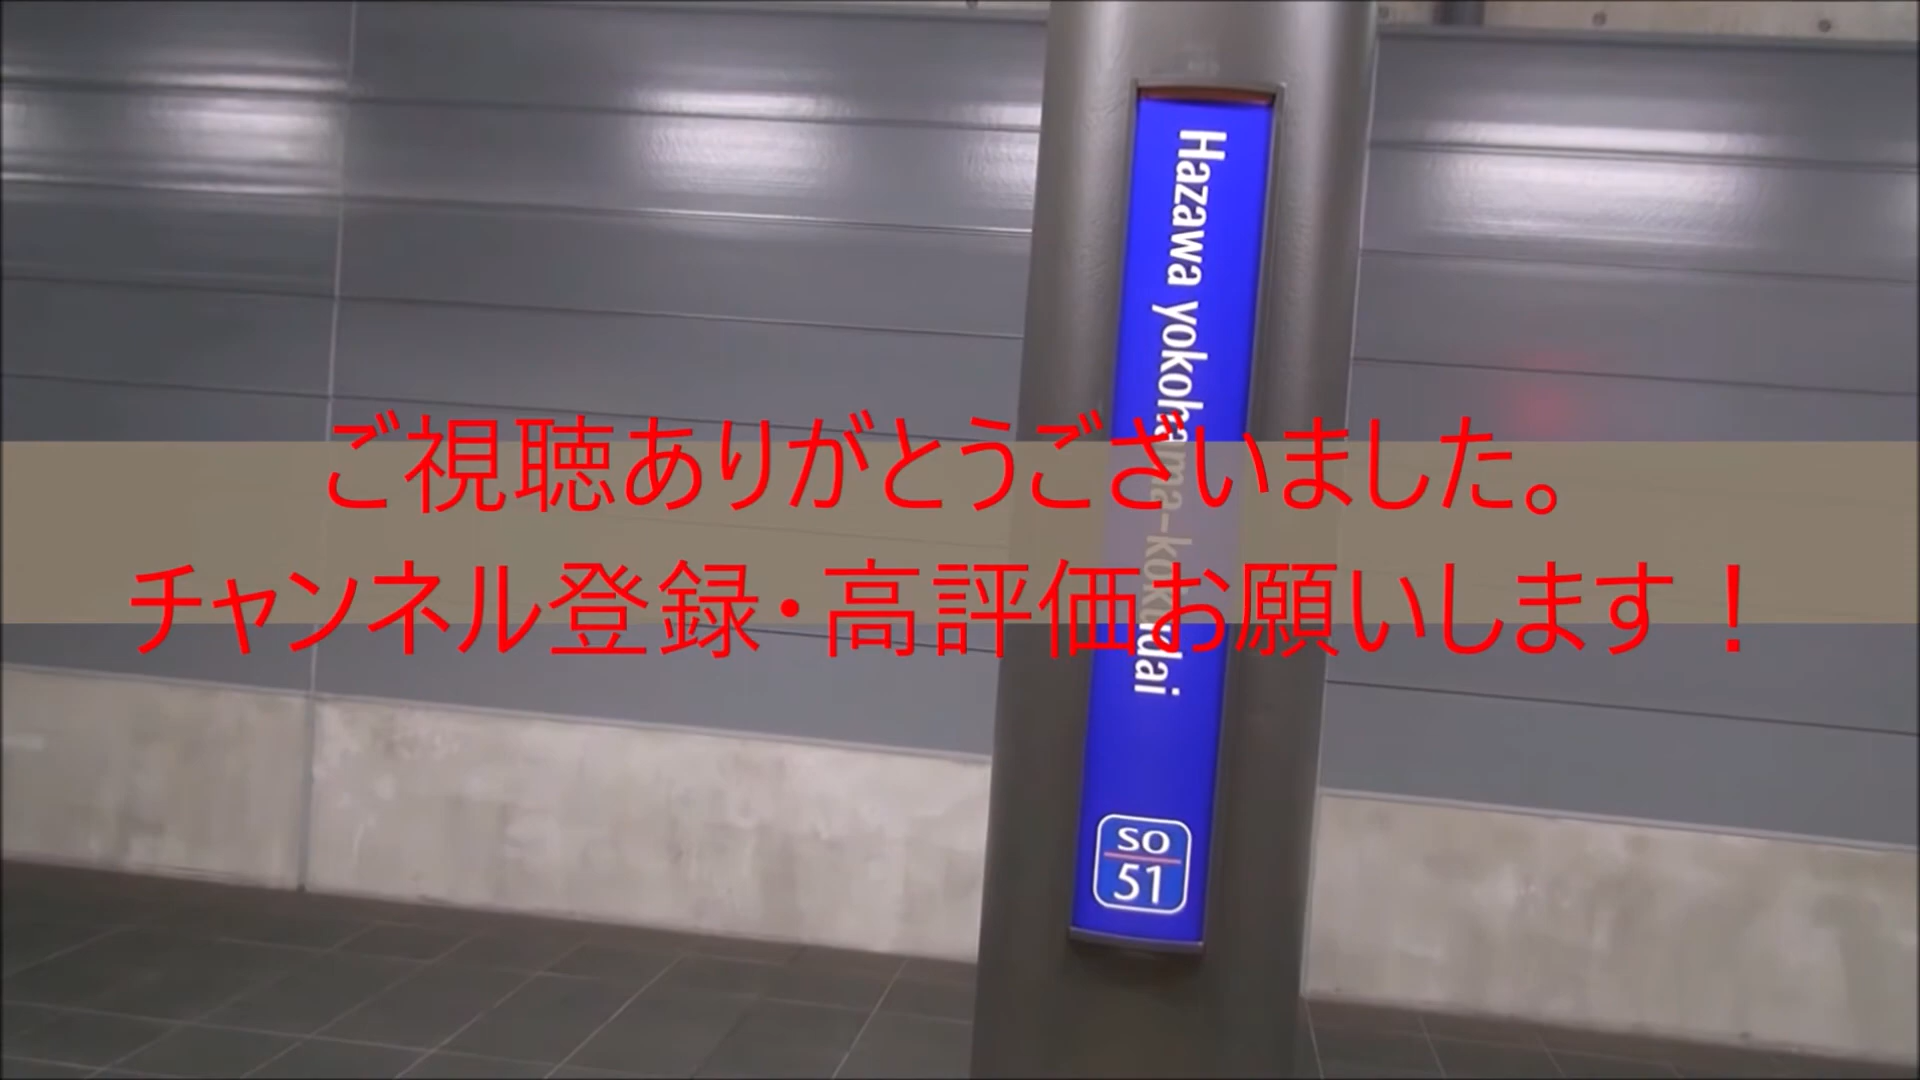 ご視聴ありがとうございました。
チャンネル登録・高評価お願いします！
Hazawa yokohama-kokudai
SO
51